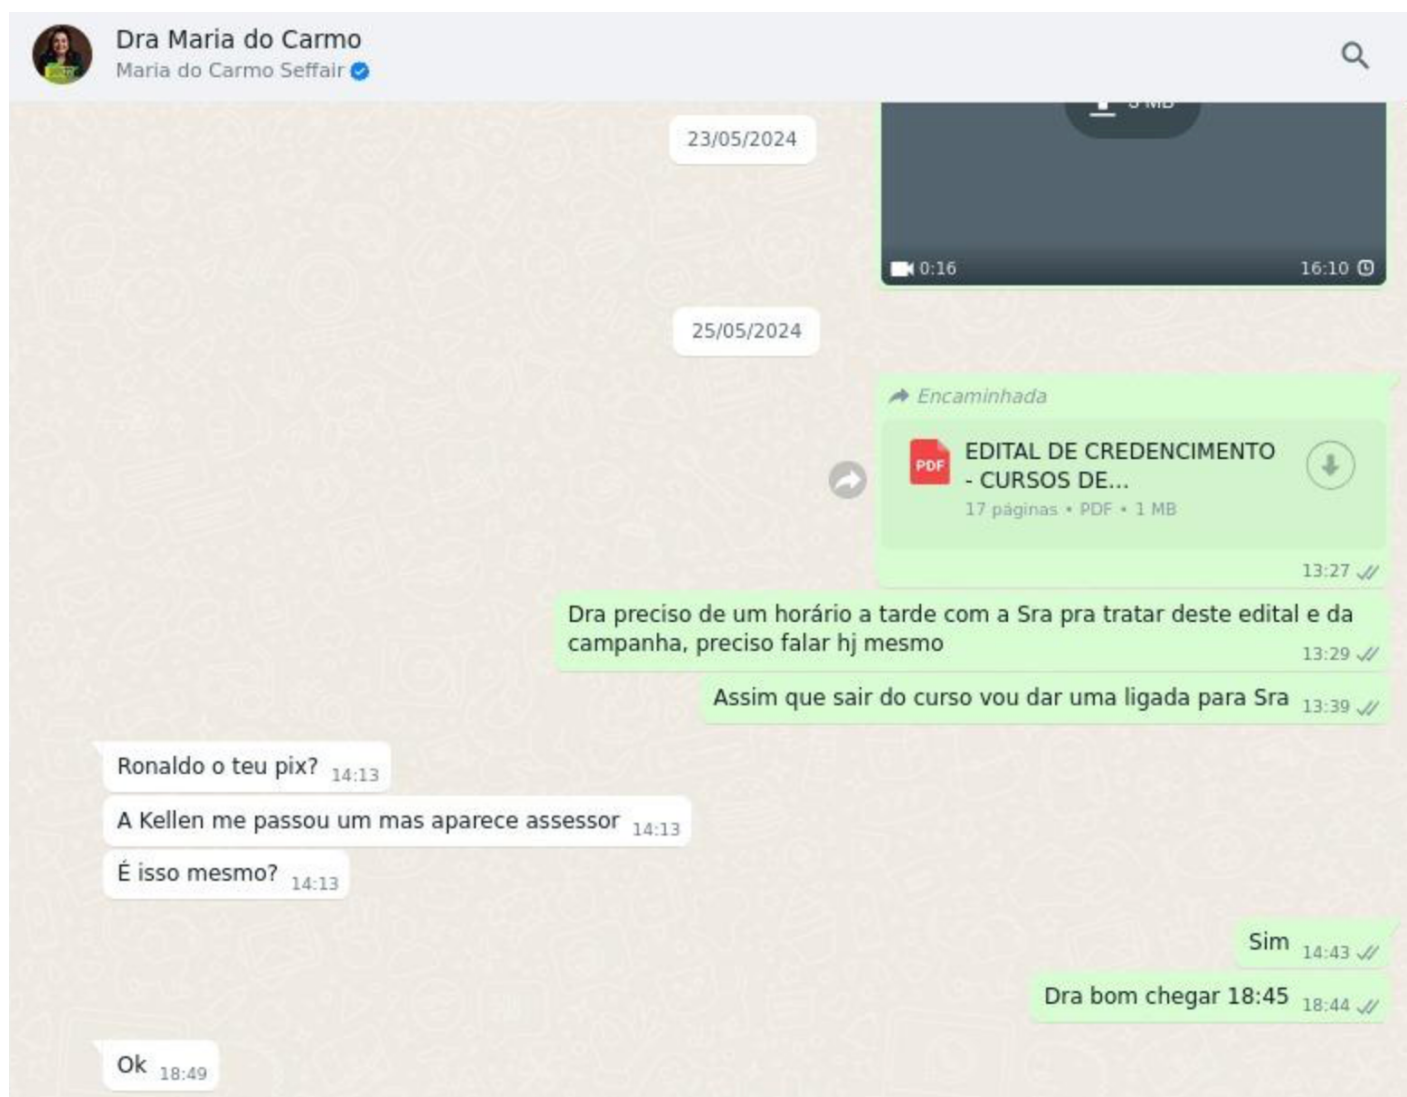 Dra Maria do Carmo
Maria do Carmo Seffair
23/05/2024
3 MB
0:16
16:10
25/05/2024
Encaminhada
PDF
EDITAL DE CREDENCIMENTO
- CURSOS DE...
17 páginas • PDF • 1 MB
13:27
Dra preciso de um horário a tarde com a Sra pra tratar deste edital e da
campanha, preciso falar hj mesmo
13:29
Assim que sair do curso vou dar uma ligada para Sra 13:39
Ronaldo o teu pix? 14:13
A Kellen me passou um mas aparece assessor 14:13
É isso mesmo? 14:13
Sim 14:43
Dra bom chegar 18:45 18:44
Ok 18:49